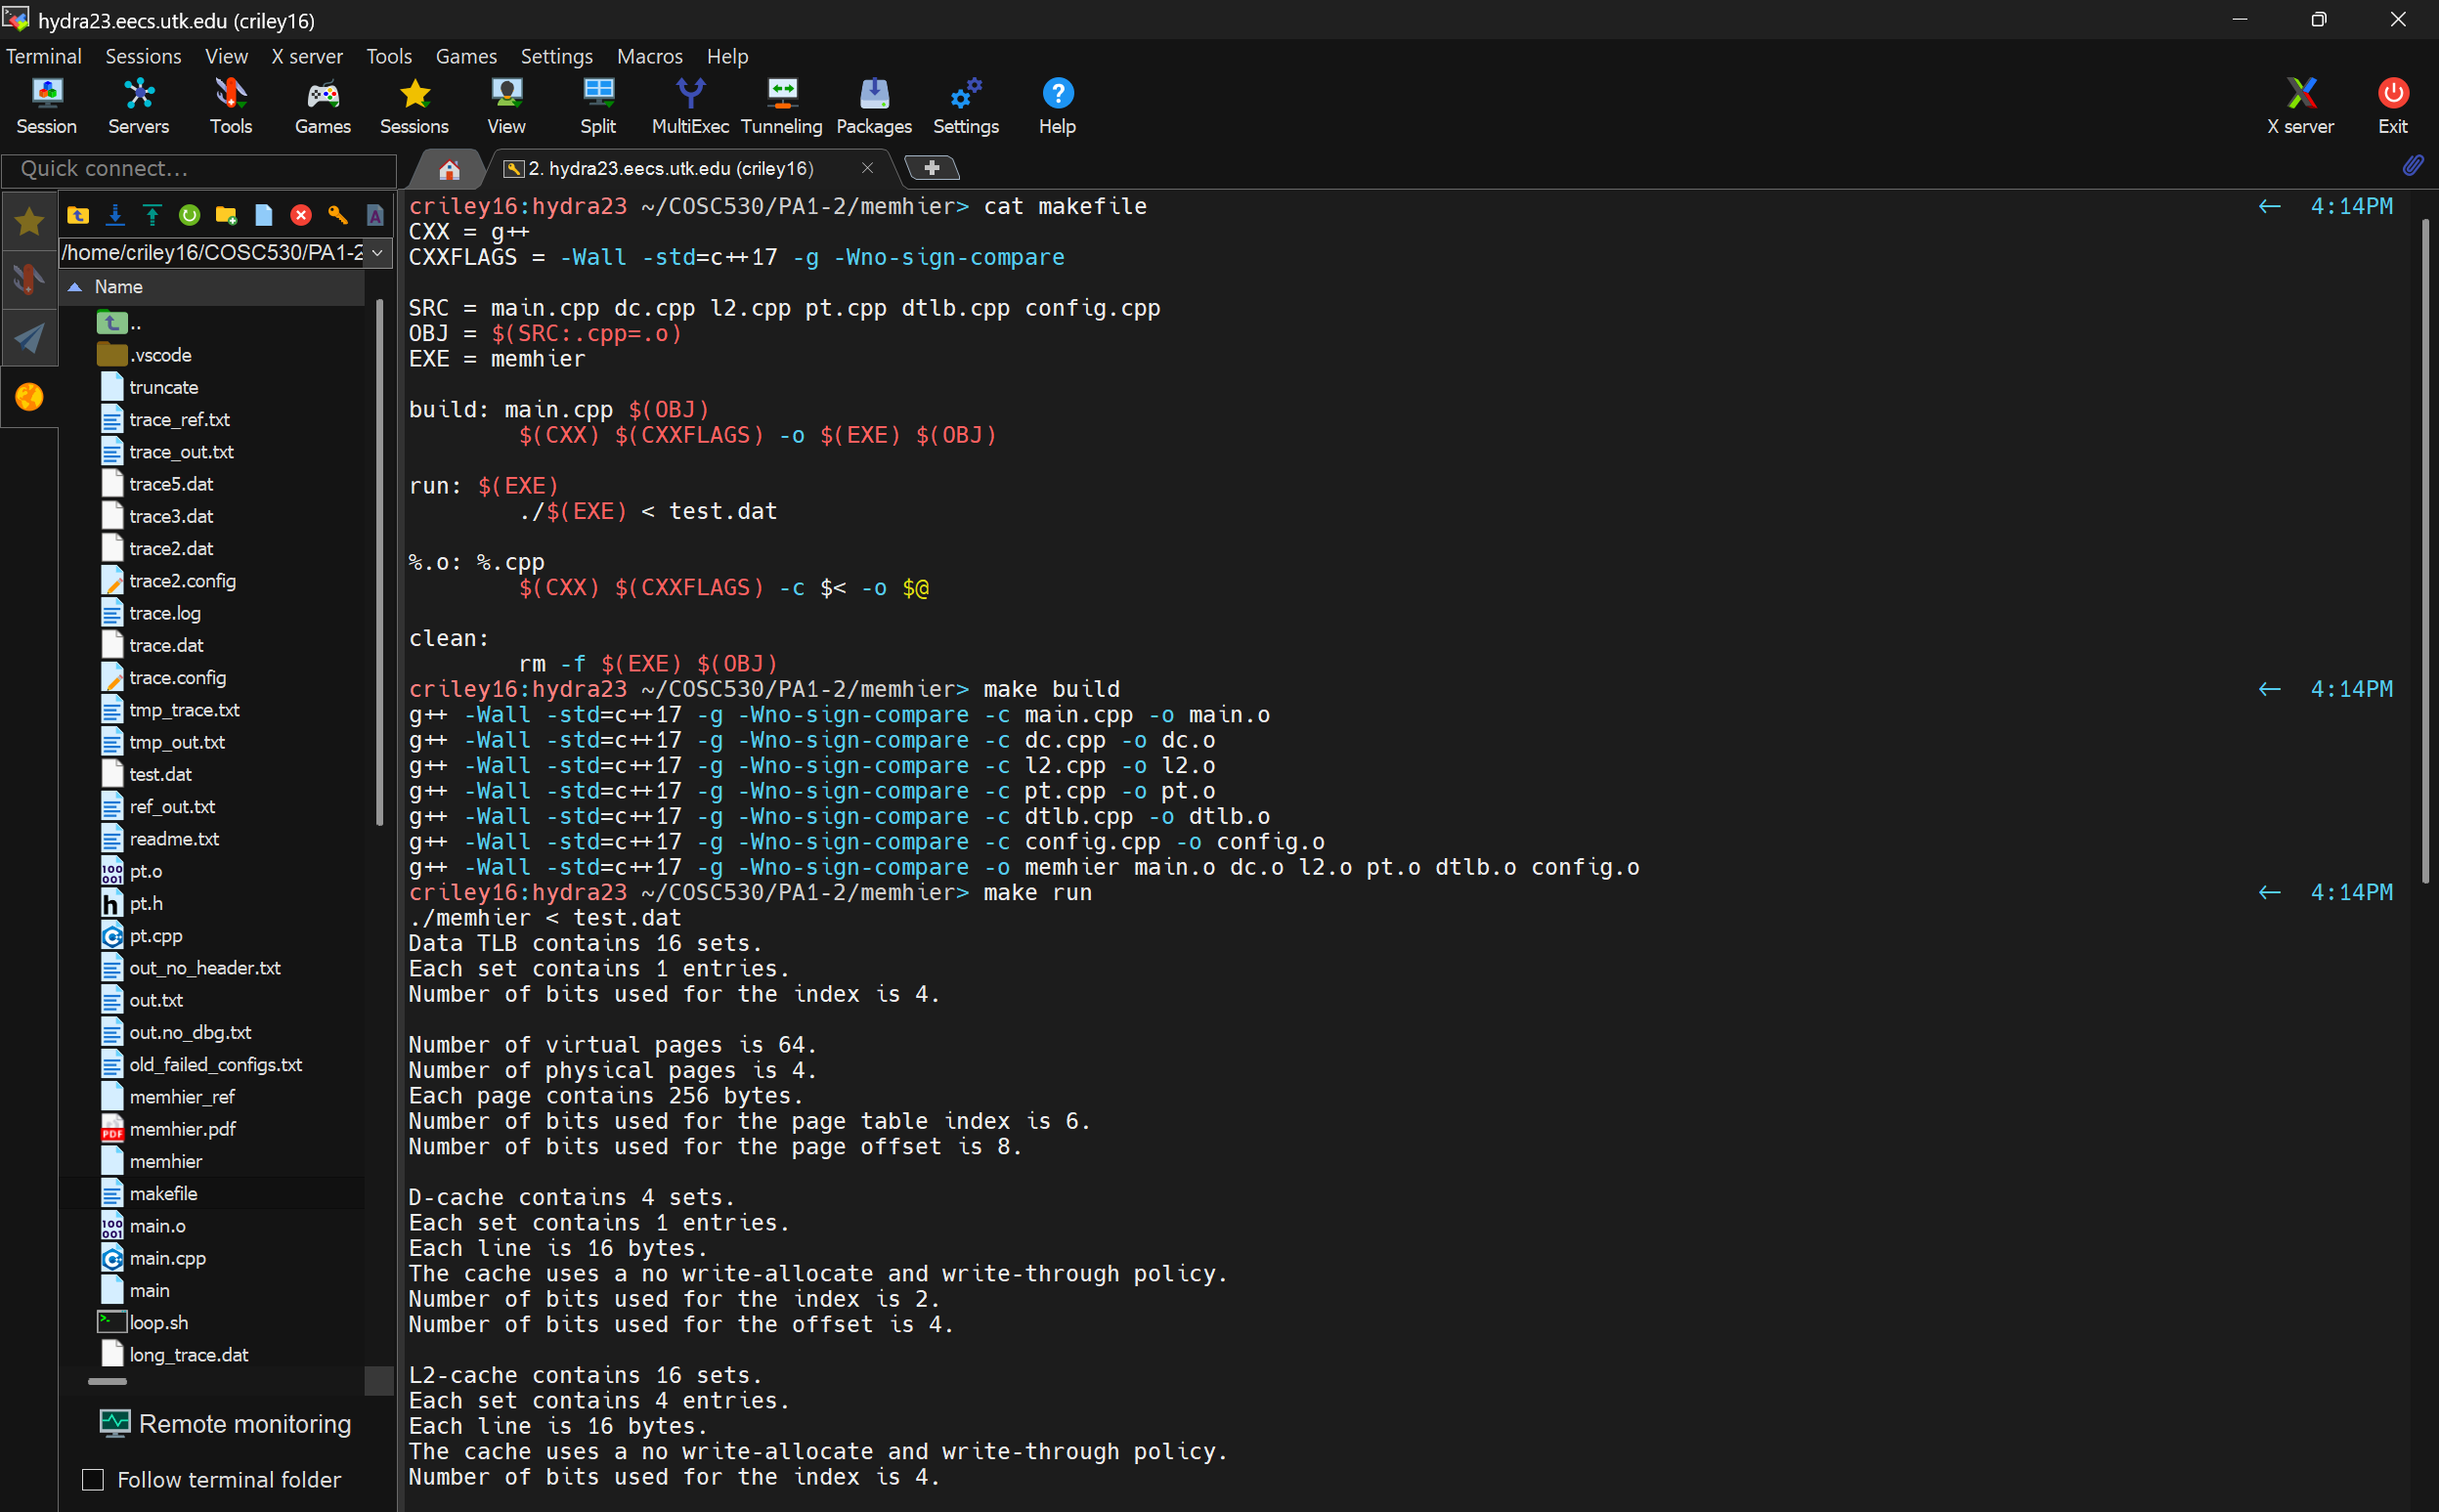 hydra23.eecs.utk.edu (criley16)
Terminal Sessions View X server Tools Games Settings Macros Help
Session Servers Tools Games Sessions View Split MultiExec Tunneling Packages Settings Help X server Exit
Quick connect...
2. hydra23.eecs.utk.edu (criley16)
/home/criley16/COSC530/PA1-2
Name
..
.vscode
truncate
trace_ref.txt
trace_out.txt
trace5.dat
trace3.dat
trace2.dat
trace2.config
trace.log
trace.dat
trace.config
tmp_trace.txt
tmp_out.txt
test.dat
ref_out.txt
readme.txt
pt.o
pt.h
pt.cpp
out_no_header.txt
out.txt
out.no_dbg.txt
old_failed_configs.txt
memhier_ref
memhier.pdf
memhier
makefile
main.o
main.cpp
main
loop.sh
long_trace.dat
Remote monitoring
Follow terminal folder
criley16:hydra23 ~/COSC530/PA1-2/memhier> cat makefile ← 4:14PM
CXX = g++
CXXFLAGS = -Wall -std=c++17 -g -Wno-sign-compare
SRC = main.cpp dc.cpp l2.cpp pt.cpp dtlb.cpp config.cpp
OBJ = $(SRC:.cpp=.o)
EXE = memhier
build: main.cpp $(OBJ)
$(CXX) $(CXXFLAGS) -o $(EXE) $(OBJ)
run: $(EXE)
./$(EXE) < test.dat
%.o: %.cpp
$(CXX) $(CXXFLAGS) -c $< -o $@
clean:
rm -f $(EXE) $(OBJ)
criley16:hydra23 ~/COSC530/PA1-2/memhier> make build ← 4:14PM
g++ -Wall -std=c++17 -g -Wno-sign-compare -c main.cpp -o main.o
g++ -Wall -std=c++17 -g -Wno-sign-compare -c dc.cpp -o dc.o
g++ -Wall -std=c++17 -g -Wno-sign-compare -c l2.cpp -o l2.o
g++ -Wall -std=c++17 -g -Wno-sign-compare -c pt.cpp -o pt.o
g++ -Wall -std=c++17 -g -Wno-sign-compare -c dtlb.cpp -o dtlb.o
g++ -Wall -std=c++17 -g -Wno-sign-compare -c config.cpp -o config.o
g++ -Wall -std=c++17 -g -Wno-sign-compare -o memhier main.o dc.o l2.o pt.o dtlb.o config.o
criley16:hydra23 ~/COSC530/PA1-2/memhier> make run ← 4:14PM
./memhier < test.dat
Data TLB contains 16 sets.
Each set contains 1 entries.
Number of bits used for the index is 4.
Number of virtual pages is 64.
Number of physical pages is 4.
Each page contains 256 bytes.
Number of bits used for the page table index is 6.
Number of bits used for the page offset is 8.
D-cache contains 4 sets.
Each set contains 1 entries.
Each line is 16 bytes.
The cache uses a no write-allocate and write-through policy.
Number of bits used for the index is 2.
Number of bits used for the offset is 4.
L2-cache contains 16 sets.
Each set contains 4 entries.
Each line is 16 bytes.
The cache uses a no write-allocate and write-through policy.
Number of bits used for the index is 4.